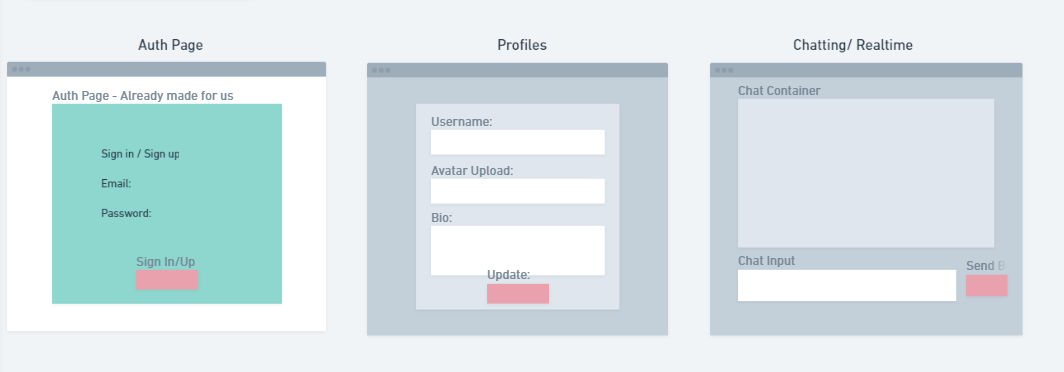 Auth Page
Auth Page - Already made for us
Sign in / Sign up
Email:
Password:
Sign In/Up
Profiles
Username:
Avatar Upload:
Bio:
Update:
Chatting/ Realtime
Chat Container
Chat Input
Send B